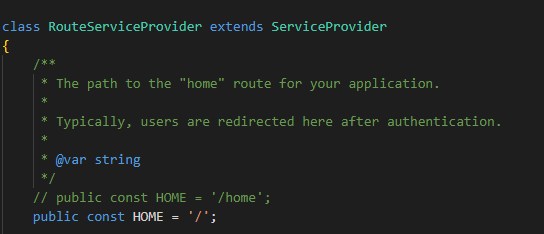 class RouteServiceProvider extends ServiceProvider
{
/**
* The path to the "home" route for your application.
*
* Typically, users are redirected here after authentication.
*
* @var string
*/
// public const HOME = '/home';
public const HOME = '/';